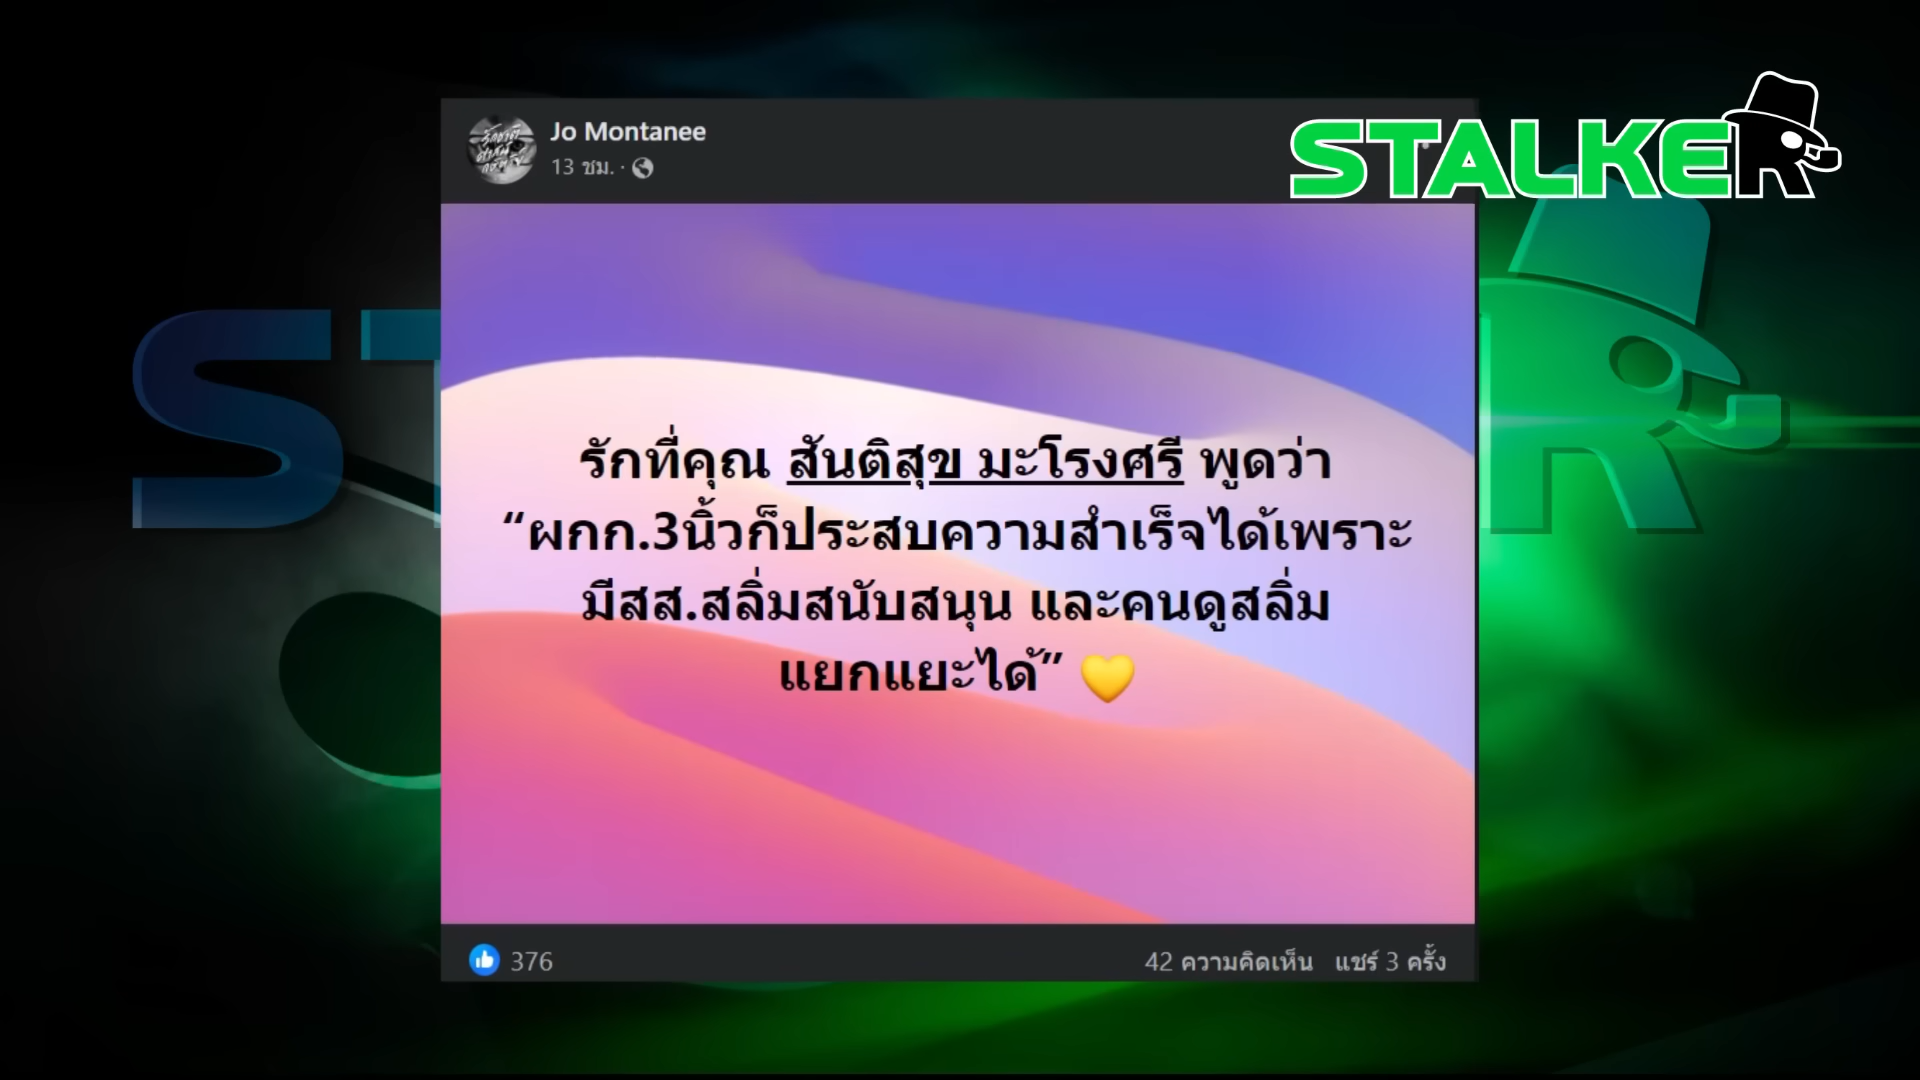 STALKER
Jo Montanee
13 ชม. ·
รักที่คุณ สันติสุข มะโรงศรี พูดว่า
“ผกก.3นิ้วก็ประสบความสำเร็จได้เพราะ
มีสส.สลิ่มสนับสนุน และคนดูสลิ่ม
แยกแยะได้” 💛
376
42 ความคิดเห็น แชร์ 3 ครั้ง